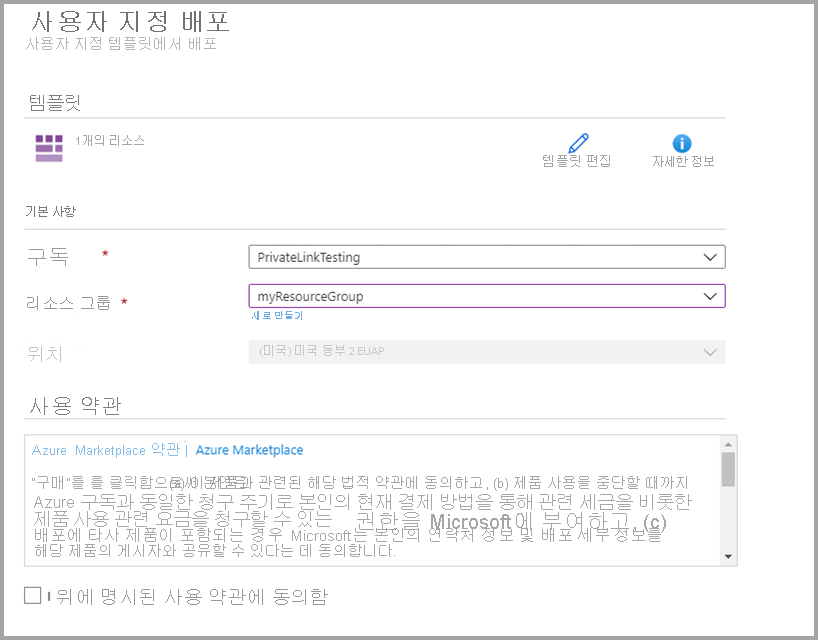 사용자 지정 배포
사용자 지정 템플릿에서 배포
템플릿
1개의 리소스
템플릿 편집
자세한 정보
기본 사항
구독 *
PrivateLinkTesting
리소스 그룹 *
myResourceGroup
새로 만들기
위치
(미국) 미국 동부 2 EUAP
사용 약관
Azure Marketplace 약관 | Azure Marketplace
"구매"를 를 클릭함으로써 (a) 관련된 해당 법적 약관에 동의하고, (b) 제품 사용을 중단할 때까지
Azure 구독과 동일한 청구 주기로 본인의 현재 결제 방법을 통해 관련 세금을 비롯한
제품 사용 관련 요금을 청구할 수 있는 권한을 Microsoft에 부여하고, (c)
배포에 타사 제품이 포함되는 경우 Microsoft는 본인의 연락처 정보 및 배포 세부 정보를
해당 제품의 게시자와 공유할 수 있다는 데 동의합니다.
위에 명시된 사용 약관에 동의함